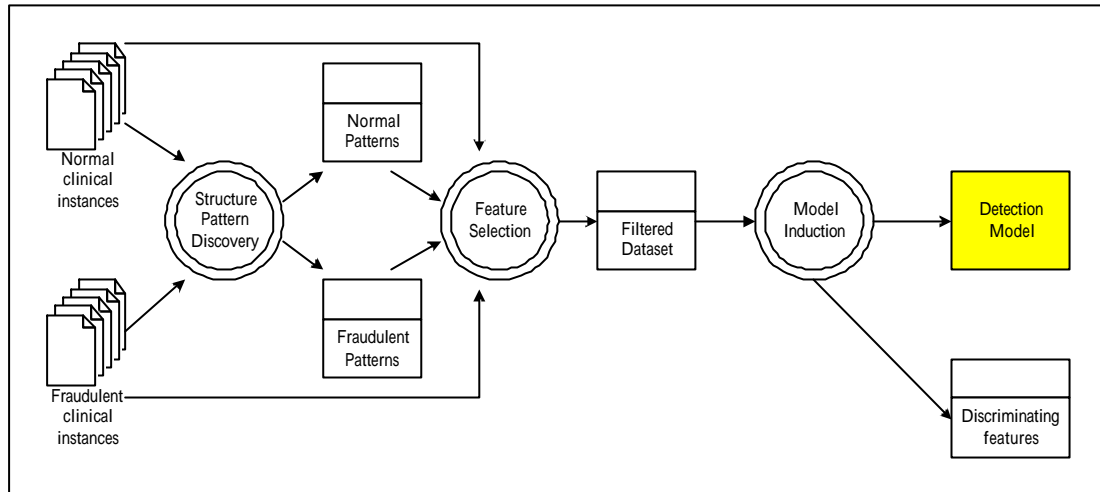 Normal
clinical
instances
Structure
Pattern
Discovery
Normal
Patterns
Fraudulent
Patterns
Fraudulent
clinical
instances
Feature
Selection
Filtered
Dataset
Model
Induction
Detection
Model
Discriminating
features